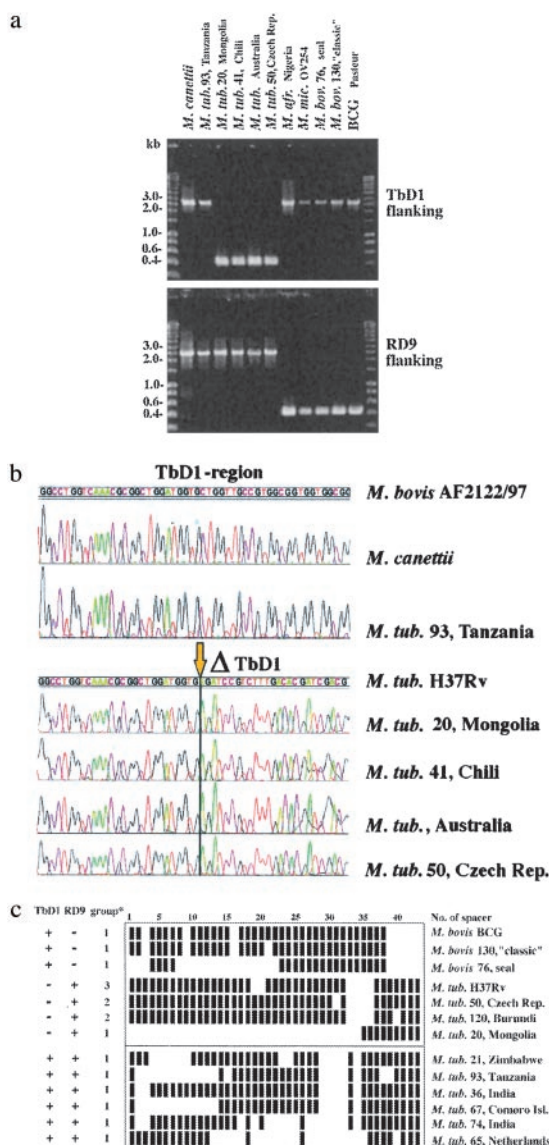 a
M. canettii
M. tub. 93, Tanzania
M. tub. 20, Mongolia
M. tub. 41, Chili
M. tub. Australia
M. tub. 50, Czech Rep.
M. afr. Nigeria
M. mic. OV254
M. bov. 76, seal
M. bov. 130, "classic"
BCG Pasteur
kb
3.0-
2.0-
1.0-
0.6-
0.4-
TbD1
flanking
3.0-
2.0-
1.0-
0.6-
0.4-
RD9
flanking
b
TbD1-region
GGCCTGGTCAAACGCGGCTGGATGGTGCTGGTTGCCGTGGCGGTGGTGGCGC
M. bovis AF2122/97
M. canettii
M. tub. 93, Tanzania
Δ TbD1
M. tub. H37Rv
M. tub. 20, Mongolia
M. tub. 41, Chili
M. tub., Australia
M. tub. 50, Czech Rep.
c
TbD1 RD9 group* 1 5 10 15 20 25 30 35 40 No. of spacer
+ - 1 M. bovis BCG
+ - 1 M. bovis 130, "classic"
+ - 1 M. bovis 76, seal
- + 3 M. tub. H37Rv
- + 2 M. tub. 50, Czech Rep.
- + 2 M. tub. 120, Burundi
- + 1 M. tub. 20, Mongolia
+ + 1 M. tub. 21, Zimbabwe
+ + 1 M. tub. 93, Tanzania
+ + 1 M. tub. 36, India
+ + 1 M. tub. 67, Comoro Isl.
+ + 1 M. tub. 74, India
+ + 1 M. tub. 65, Netherlands